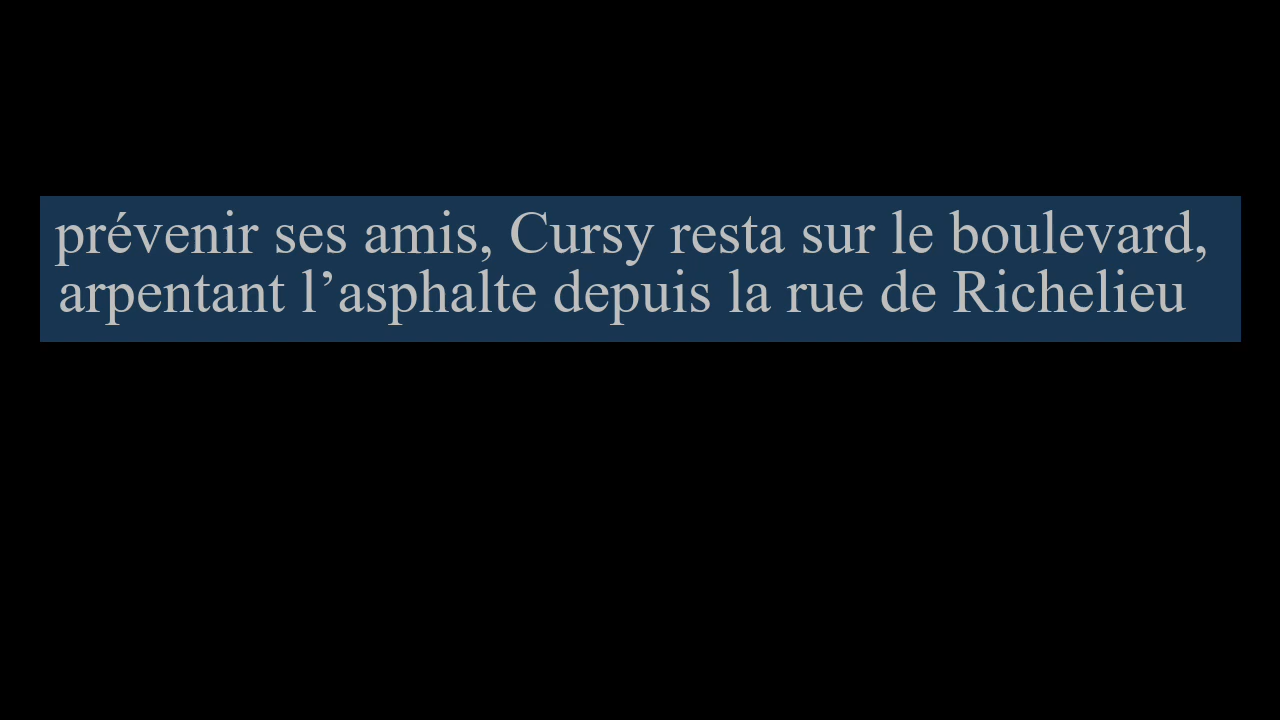 prévenir ses amis, Cursy resta sur le boulevard,
arpentant l’asphalte depuis la rue de Richelieu